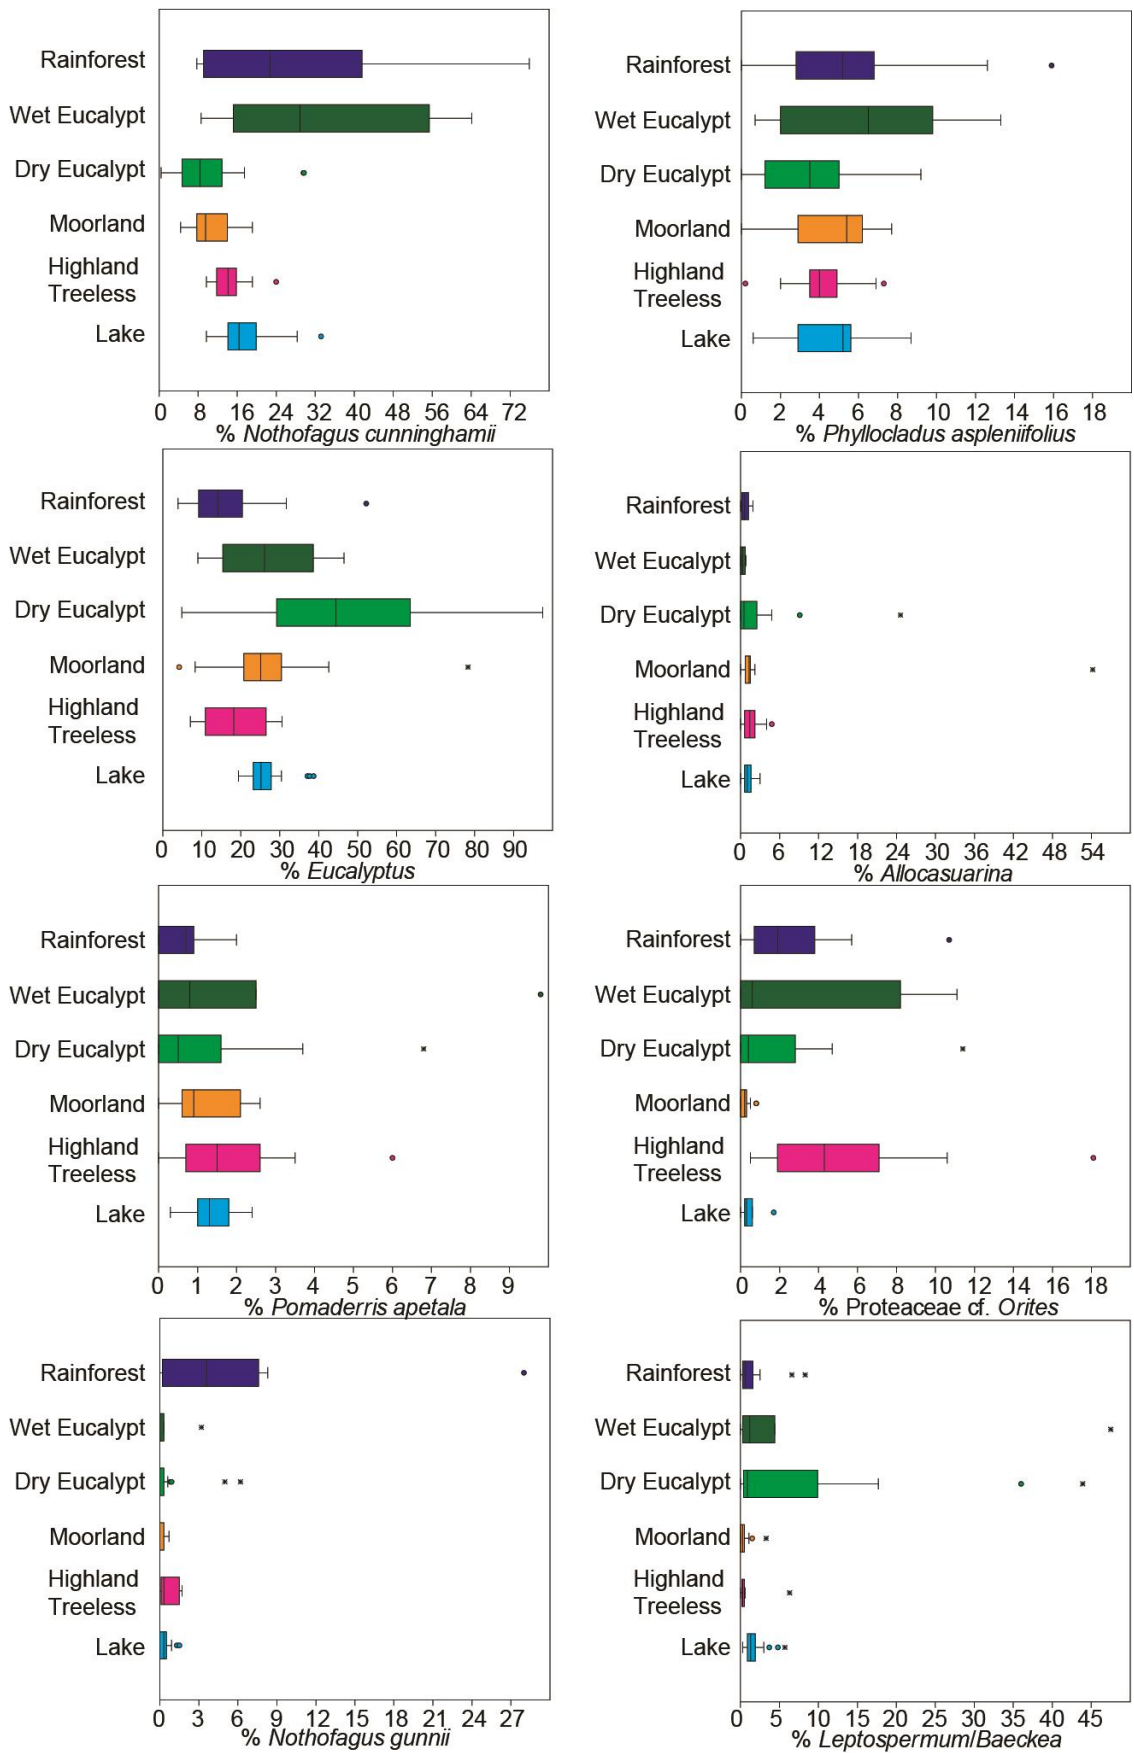 Rainforest
Wet Eucalypt
Dry Eucalypt
Moorland
Highland
Treeless
Lake
0 8 16 24 32 40 48 56 64 72
% Nothofagus cunninghamii
Rainforest
Wet Eucalypt
Dry Eucalypt
Moorland
Highland
Treeless
Lake
0 2 4 6 8 10 12 14 16 18
% Phyllocladus aspleniifolius
Rainforest
Wet Eucalypt
Dry Eucalypt
Moorland
Highland
Treeless
Lake
0 10 20 30 40 50 60 70 80 90
% Eucalyptus
Rainforest
Wet Eucalypt
Dry Eucalypt
Moorland
Highland
Treeless
Lake
0 6 12 18 24 30 36 42 48 54
% Allocasuarina
Rainforest
Wet Eucalypt
Dry Eucalypt
Moorland
Highland
Treeless
Lake
0 1 2 3 4 5 6 7 8 9
% Pomaderris apetala
Rainforest
Wet Eucalypt
Dry Eucalypt
Moorland
Highland
Treeless
Lake
0 2 4 6 8 10 12 14 16 18
% Proteaceae cf. Orites
Rainforest
Wet Eucalypt
Dry Eucalypt
Moorland
Highland
Treeless
Lake
0 3 6 9 12 15 18 21 24 27
% Nothofagus gunnii
Rainforest
Wet Eucalypt
Dry Eucalypt
Moorland
Highland
Treeless
Lake
0 5 10 15 20 25 30 35 40 45
% Leptospermum/Baeckea